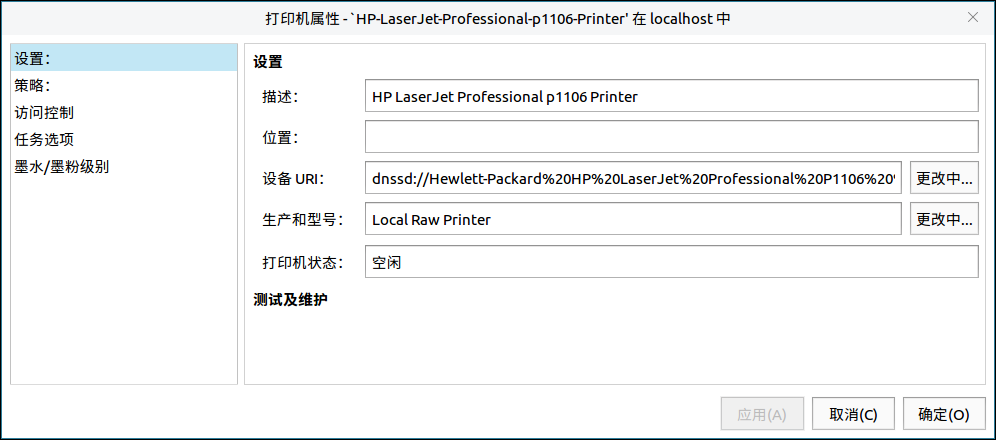 打印机属性 -`HP-LaserJet-Professional-p1106-Printer' 在 localhost 中
设置：
策略：
访问控制
任务选项
墨水/墨粉级别
设置
描述： HP LaserJet Professional p1106 Printer
位置：
设备 URI： dnssd://Hewlett-Packard%20HP%20LaserJet%20Professional%20P1106%20 更改中...
生产和型号： Local Raw Printer 更改中...
打印机状态： 空闲
测试及维护
应用(A) 取消(C) 确定(O)